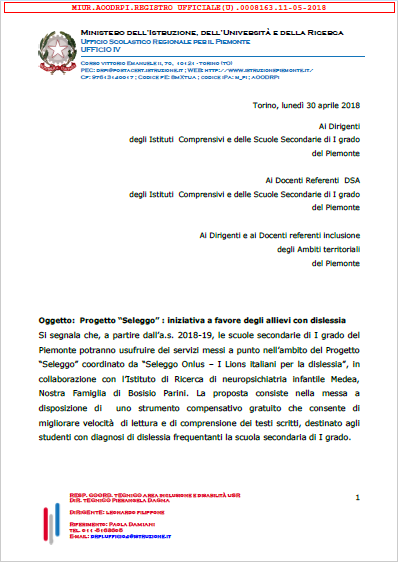 MIUR.AOODRPI.REGISTRO UFFICIALE(U).0008153.11-05-2018
Ministero dell'Istruzione, dell'Università e della Ricerca
Ufficio Scolastico Regionale per il Piemonte
UFFICIO IV
Corso Vittorio Emanuele II, 70, 10121 - Torino (TO)
PEC: drpi@postacert.istruzione.it ; WEB: http://www.istruzionepiemonte.it/
CF: 97613140017 ; Codice FE: 8MXTUA ; codice iPA: m_pi ; AOODRPI
Torino, lunedì 30 aprile 2018
Ai Dirigenti
degli Istituti Comprensivi e delle Scuole Secondarie di I grado
del Piemonte
Ai Docenti Referenti DSA
degli Istituti Comprensivi e delle Scuole Secondarie di I grado
del Piemonte
Ai Dirigenti e ai Docenti referenti inclusione
degli Ambiti territoriali
del Piemonte
Oggetto: Progetto "Seleggo" : iniziativa a favore degli allievi con dislessia
Si segnala che, a partire dall'a.s. 2018-19, le scuole secondarie di I grado del
Piemonte potranno usufruire dei servizi messi a punto nell'ambito del Progetto
"Seleggo" coordinato da "Seleggo Onlus – I Lions italiani per la dislessia", in
collaborazione con l'Istituto di Ricerca di neuropsichiatria infantile Medea,
Nostra Famiglia di Bosisio Parini. La proposta consiste nella messa a
disposizione di uno strumento compensativo gratuito che consente di
migliorare velocità di lettura e di comprensione dei testi scritti, destinato agli
studenti con diagnosi di dislessia frequentanti la scuola secondaria di I grado.
1
RESP. COORD. TECNICO area inclusione e disabilità USR
DIR. TECNICO Pierangela Dagna
Dirigente: Leonardo Filippone
Riferimento: Paola Damiani
Tel. 011-5163605
E-mail: drpi.ufficio4@istruzione.it